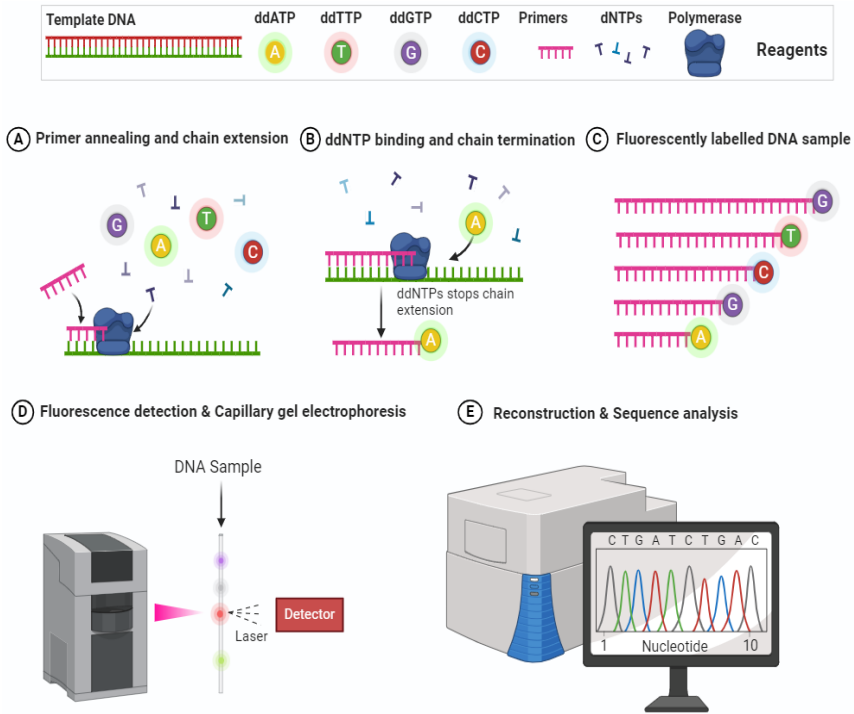 Template DNA
ddATP ddTTP ddGTP ddCTP Primers dNTPs Polymerase
A T G C
Reagents
A Primer annealing and chain extension
G T A C
B ddNTP binding and chain termination
A
ddNTPs stops chain
extension
A
C Fluorescently labelled DNA sample
G
T
C
G
A
D Fluorescence detection & Capillary gel electrophoresis
DNA Sample
Laser
Detector
E Reconstruction & Sequence analysis
C T G A T C T G A C
1 Nucleotide 10